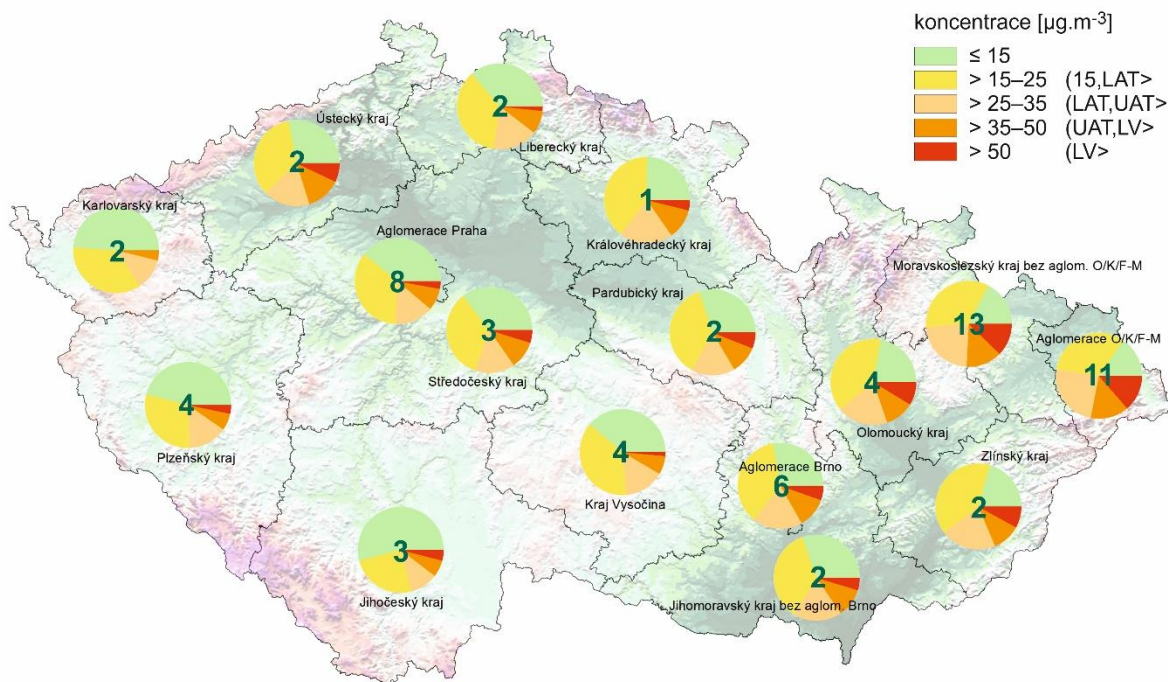 koncentrace [µg.m⁻³]
≤ 15
> 15–25 (15,LAT>
> 25–35 (LAT,UAT>
> 35–50 (UAT,LV>
> 50 (LV>
2
Liberecký kraj
Ústecký kraj
2
Karlovarský kraj
2
1
Královéhradecký kraj
Aglomerace Praha
8
Moravskoslezský kraj bez aglom. O/K/F-M
13
Pardubický kraj
2
3
Středočeský kraj
Aglomerace O/K/F-M
11
4
Olomoucký kraj
4
Plzeňský kraj
4
Kraj Vysočina
Aglomerace Brno
6
Zlínský kraj
2
3
Jihočeský kraj
2
Jihomoravský kraj bez aglom. Brno